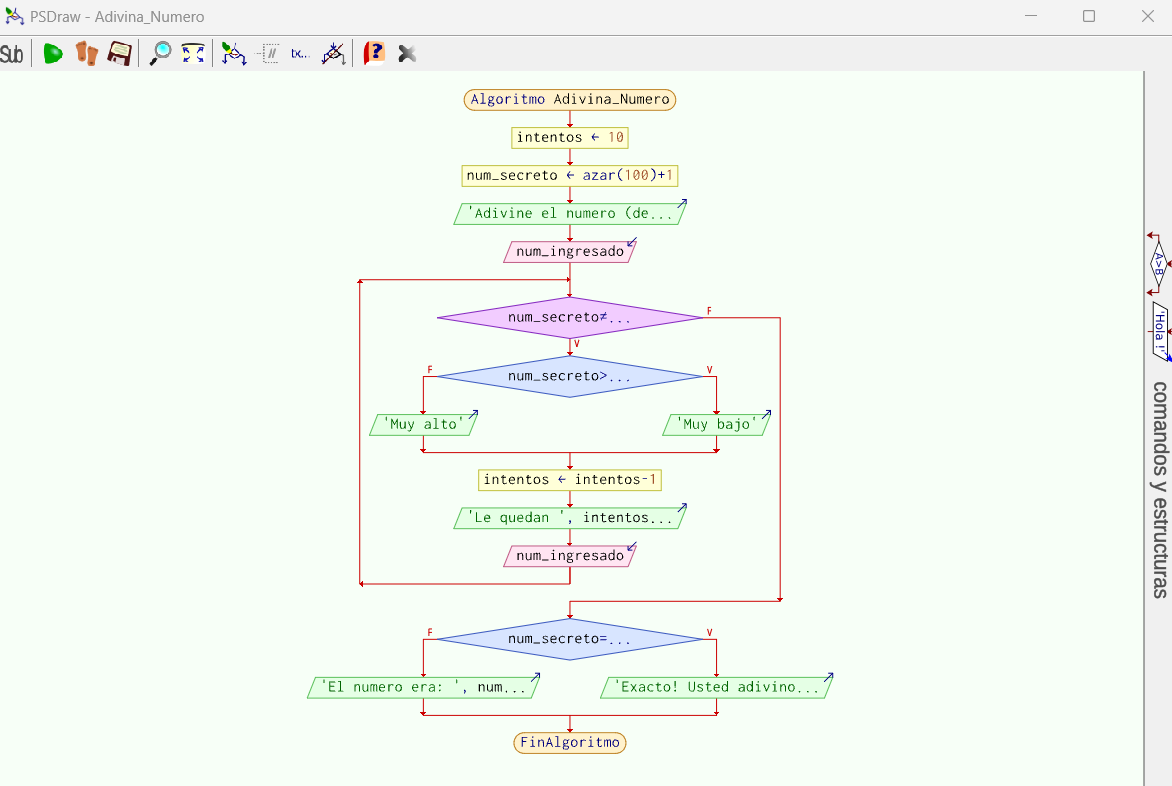 PSDraw - Adivina_Numero
Sub
tx...
Algoritmo Adivina_Numero
intentos ← 10
num_secreto ← azar(100)+1
'Adivine el numero (de...
num_ingresado
num_secreto≠...
F
V
num_secreto>...
F
V
'Muy alto'
'Muy bajo'
intentos ← intentos-1
'Le quedan ', intentos...
num_ingresado
num_secreto=...
F
V
'El numero era: ', num...
'Exacto! Usted adivino...
FinAlgoritmo
A>B
'Hola !'
comandos y estructuras